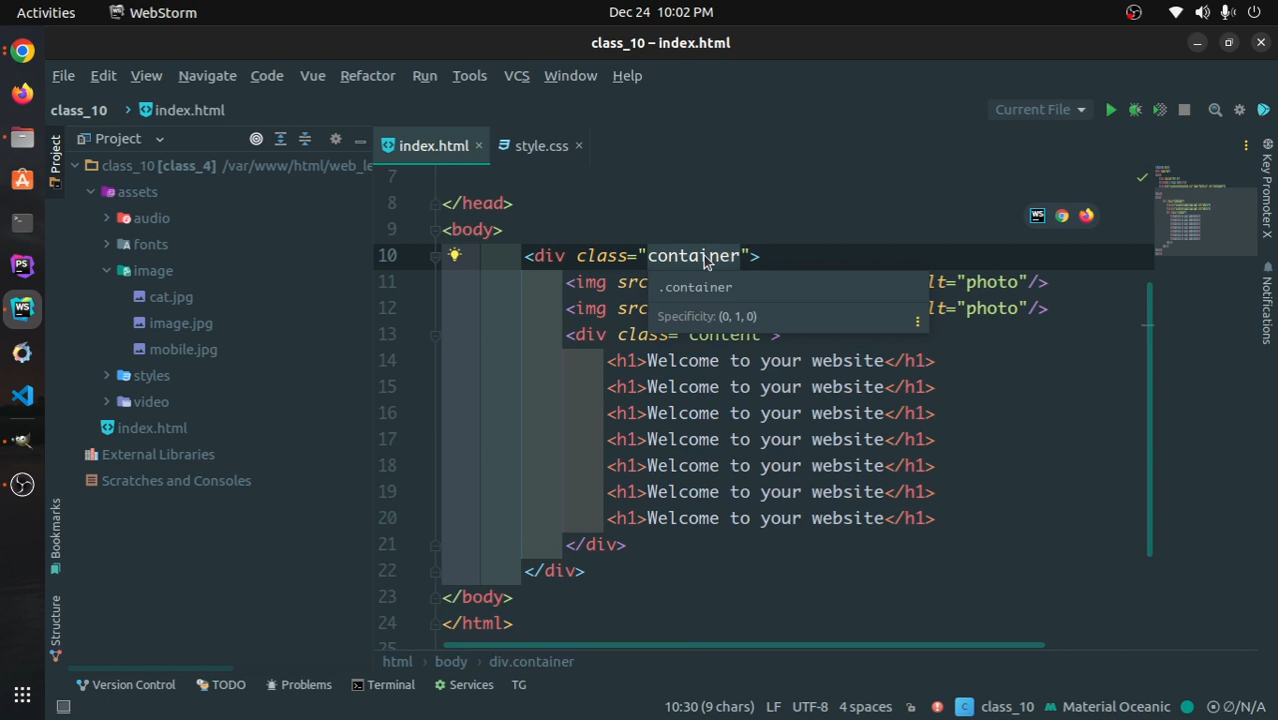 Activities WebStorm Dec 24 10:02 PM
class_10 – index.html
File Edit View Navigate Code Vue Refactor Run Tools VCS Window Help
class_10 index.html Current File
Project index.html style.css
class_10 [class_4] /var/www/html/web_le
assets
audio
fonts
image
cat.jpg
image.jpg
mobile.jpg
styles
video
index.html
External Libraries
Scratches and Consoles
Project
Bookmarks
Structure
7
8 </head>
9 <body>
10 <div class="container">
11 <img src lt="photo"/>
12 <img src lt="photo"/>
13 <div class="content">
14 <h1>Welcome to your website</h1>
15 <h1>Welcome to your website</h1>
16 <h1>Welcome to your website</h1>
17 <h1>Welcome to your website</h1>
18 <h1>Welcome to your website</h1>
19 <h1>Welcome to your website</h1>
20 <h1>Welcome to your website</h1>
21 </div>
22 </div>
23 </body>
24 </html>
25
.container
Specificity: (0, 1, 0)
Key Promoter X
Notifications
html body div.container
Version Control TODO Problems Terminal Services TG
10:30 (9 chars) LF UTF-8 4 spaces C class_10 Material Oceanic Ø/N/A